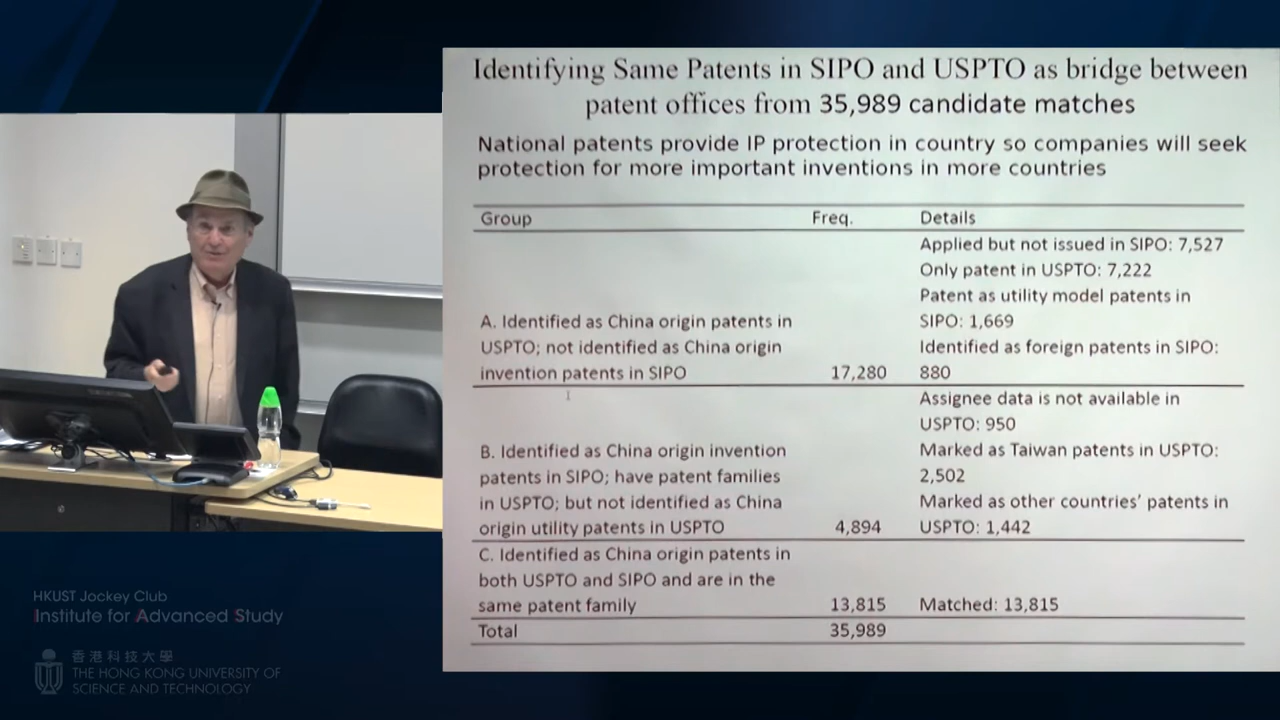 Identifying Same Patents in SIPO and USPTO as bridge between
patent offices from 35,989 candidate matches
National patents provide IP protection in country so companies will seek
protection for more important inventions in more countries
Group Freq. Details
Applied but not issued in SIPO: 7,527
Only patent in USPTO: 7,222
Patent as utility model patents in
A. Identified as China origin patents in SIPO: 1,669
USPTO; not identified as China origin Identified as foreign patents in SIPO:
invention patents in SIPO 17,280 880
Assignee data is not available in
USPTO: 950
B. Identified as China origin invention Marked as Taiwan patents in USPTO:
patents in SIPO; have patent families 2,502
in USPTO; but not identified as China Marked as other countries' patents in
origin utility patents in USPTO 4,894 USPTO: 1,442
C. Identified as China origin patents in
both USPTO and SIPO and are in the
same patent family 13,815 Matched: 13,815
Total 35,989
HKUST Jockey Club
Institute for Advanced Study
香港科技大學
THE HONG KONG UNIVERSITY OF
SCIENCE AND TECHNOLOGY